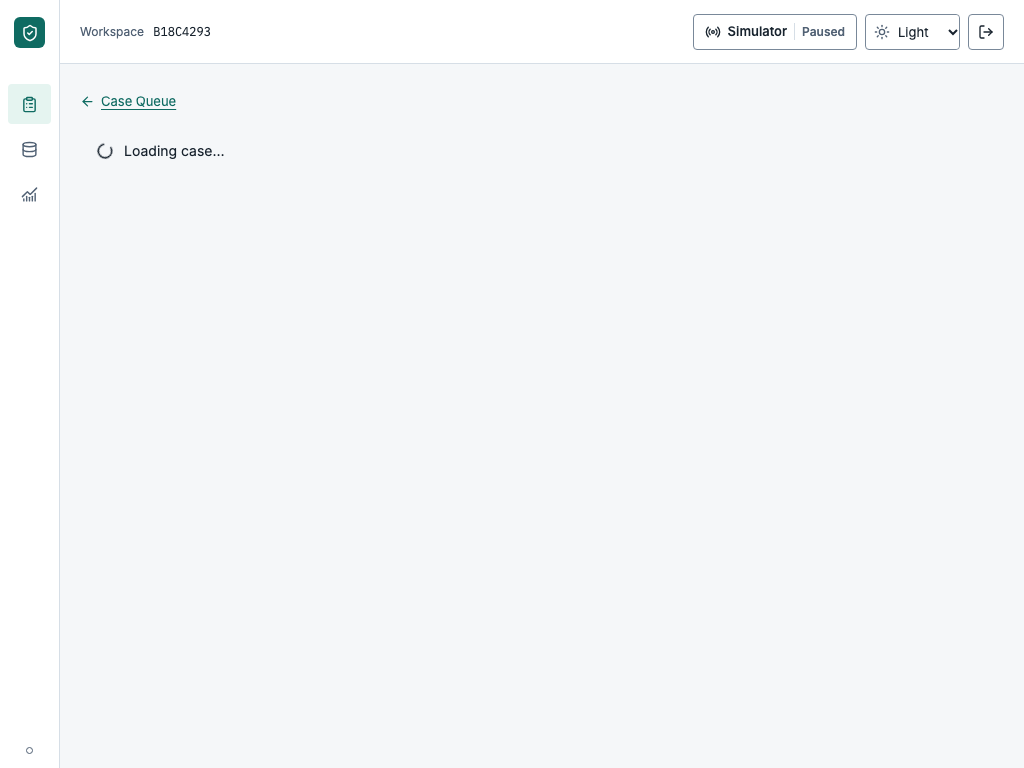 Workspace B18C4293
Simulator Paused
Light
Case Queue
Loading case...